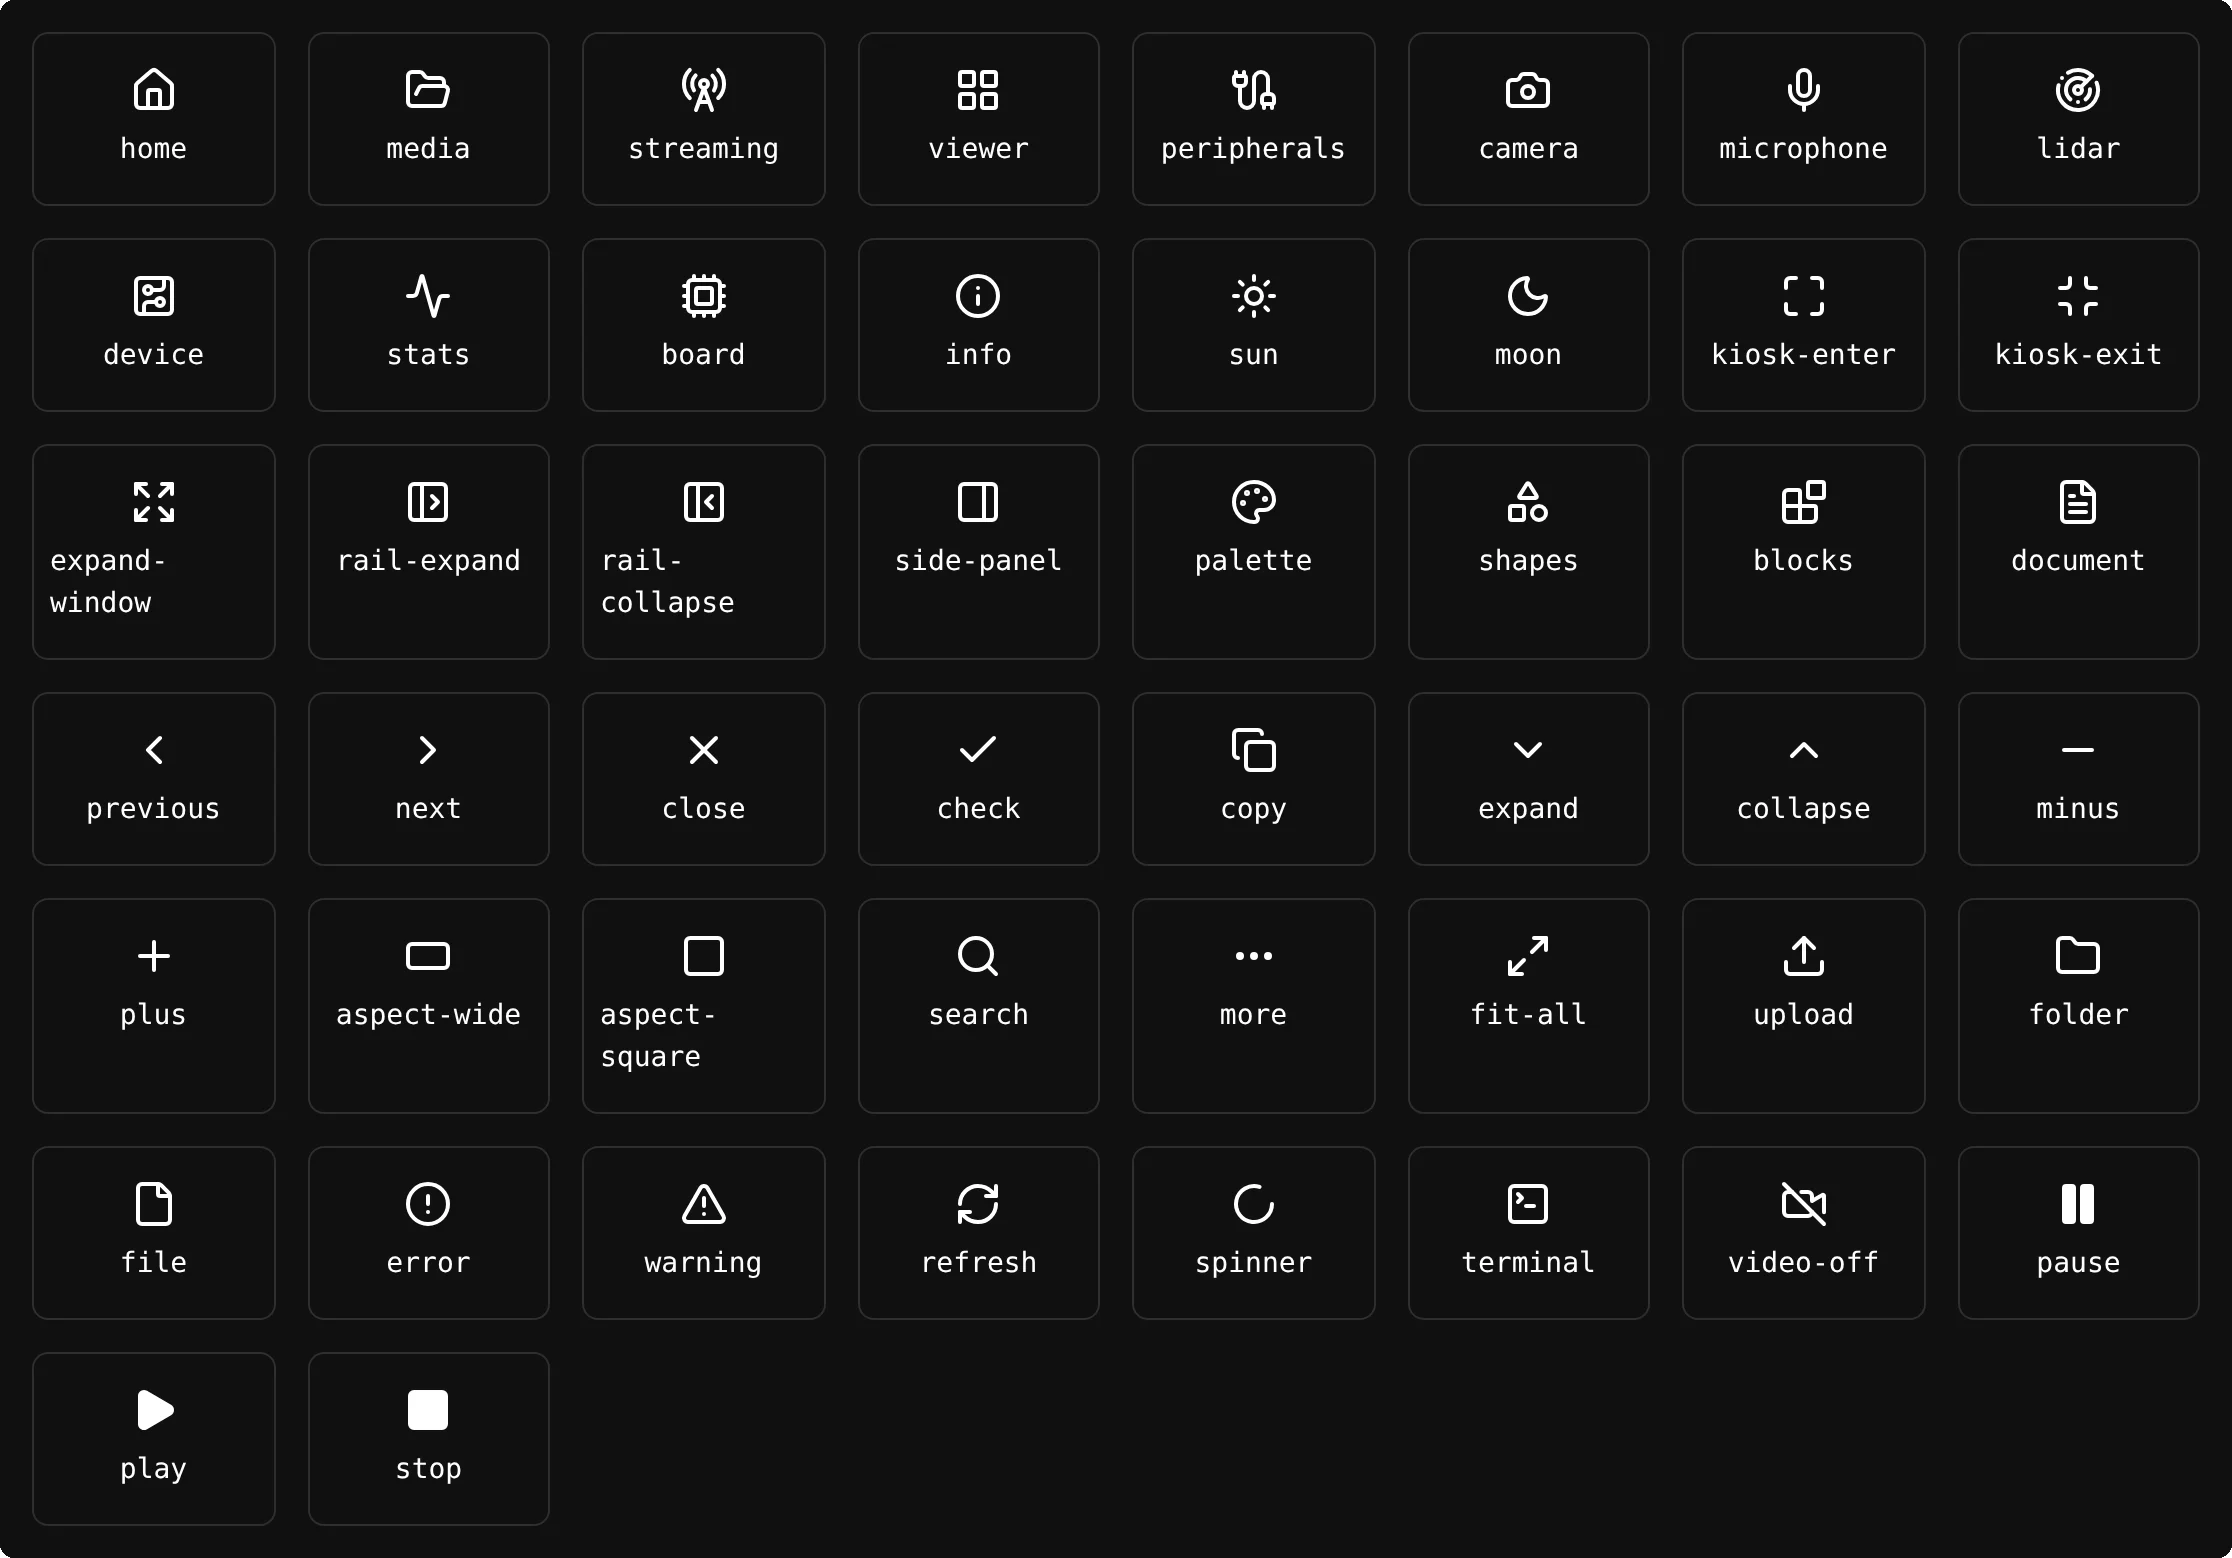 home
media
streaming
viewer
peripherals
camera
microphone
lidar
device
stats
board
info
sun
moon
kiosk-enter
kiosk-exit
expand-
window
rail-expand
rail-
collapse
side-panel
palette
shapes
blocks
document
previous
next
close
check
copy
expand
collapse
minus
plus
aspect-wide
aspect-
square
search
more
fit-all
upload
folder
file
error
warning
refresh
spinner
terminal
video-off
pause
play
stop